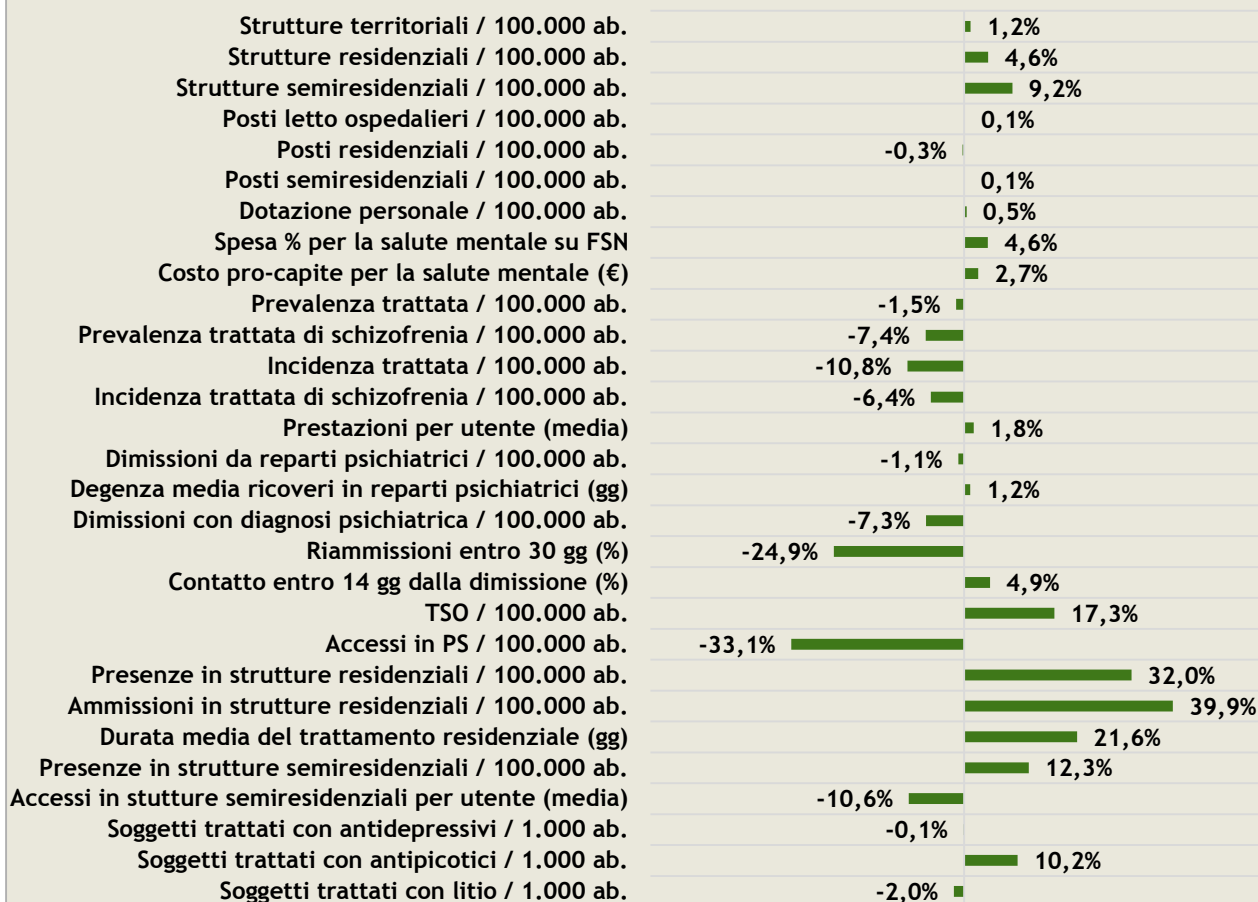 Strutture territoriali / 100.000 ab. 1,2%
Strutture residenziali / 100.000 ab. 4,6%
Strutture semiresidenziali / 100.000 ab. 9,2%
Posti letto ospedalieri / 100.000 ab. 0,1%
Posti residenziali / 100.000 ab. -0,3%
Posti semiresidenziali / 100.000 ab. 0,1%
Dotazione personale / 100.000 ab. 0,5%
Spesa % per la salute mentale su FSN 4,6%
Costo pro-capite per la salute mentale (€) 2,7%
Prevalenza trattata / 100.000 ab. -1,5%
Prevalenza trattata di schizofrenia / 100.000 ab. -7,4%
Incidenza trattata / 100.000 ab. -10,8%
Incidenza trattata di schizofrenia / 100.000 ab. -6,4%
Prestazioni per utente (media) 1,8%
Dimissioni da reparti psichiatrici / 100.000 ab. -1,1%
Degenza media ricoveri in reparti psichiatrici (gg) 1,2%
Dimissioni con diagnosi psichiatrica / 100.000 ab. -7,3%
Riammissioni entro 30 gg (%) -24,9%
Contatto entro 14 gg dalla dimissione (%) 4,9%
TSO / 100.000 ab. 17,3%
Accessi in PS / 100.000 ab. -33,1%
Presenze in strutture residenziali / 100.000 ab. 32,0%
Ammissioni in strutture residenziali / 100.000 ab. 39,9%
Durata media del trattamento residenziale (gg) 21,6%
Presenze in strutture semiresidenziali / 100.000 ab. 12,3%
Accessi in stutture semiresidenziali per utente (media) -10,6%
Soggetti trattati con antidepressivi / 1.000 ab. -0,1%
Soggetti trattati con antipicotici / 1.000 ab. 10,2%
Soggetti trattati con litio / 1.000 ab. -2,0%